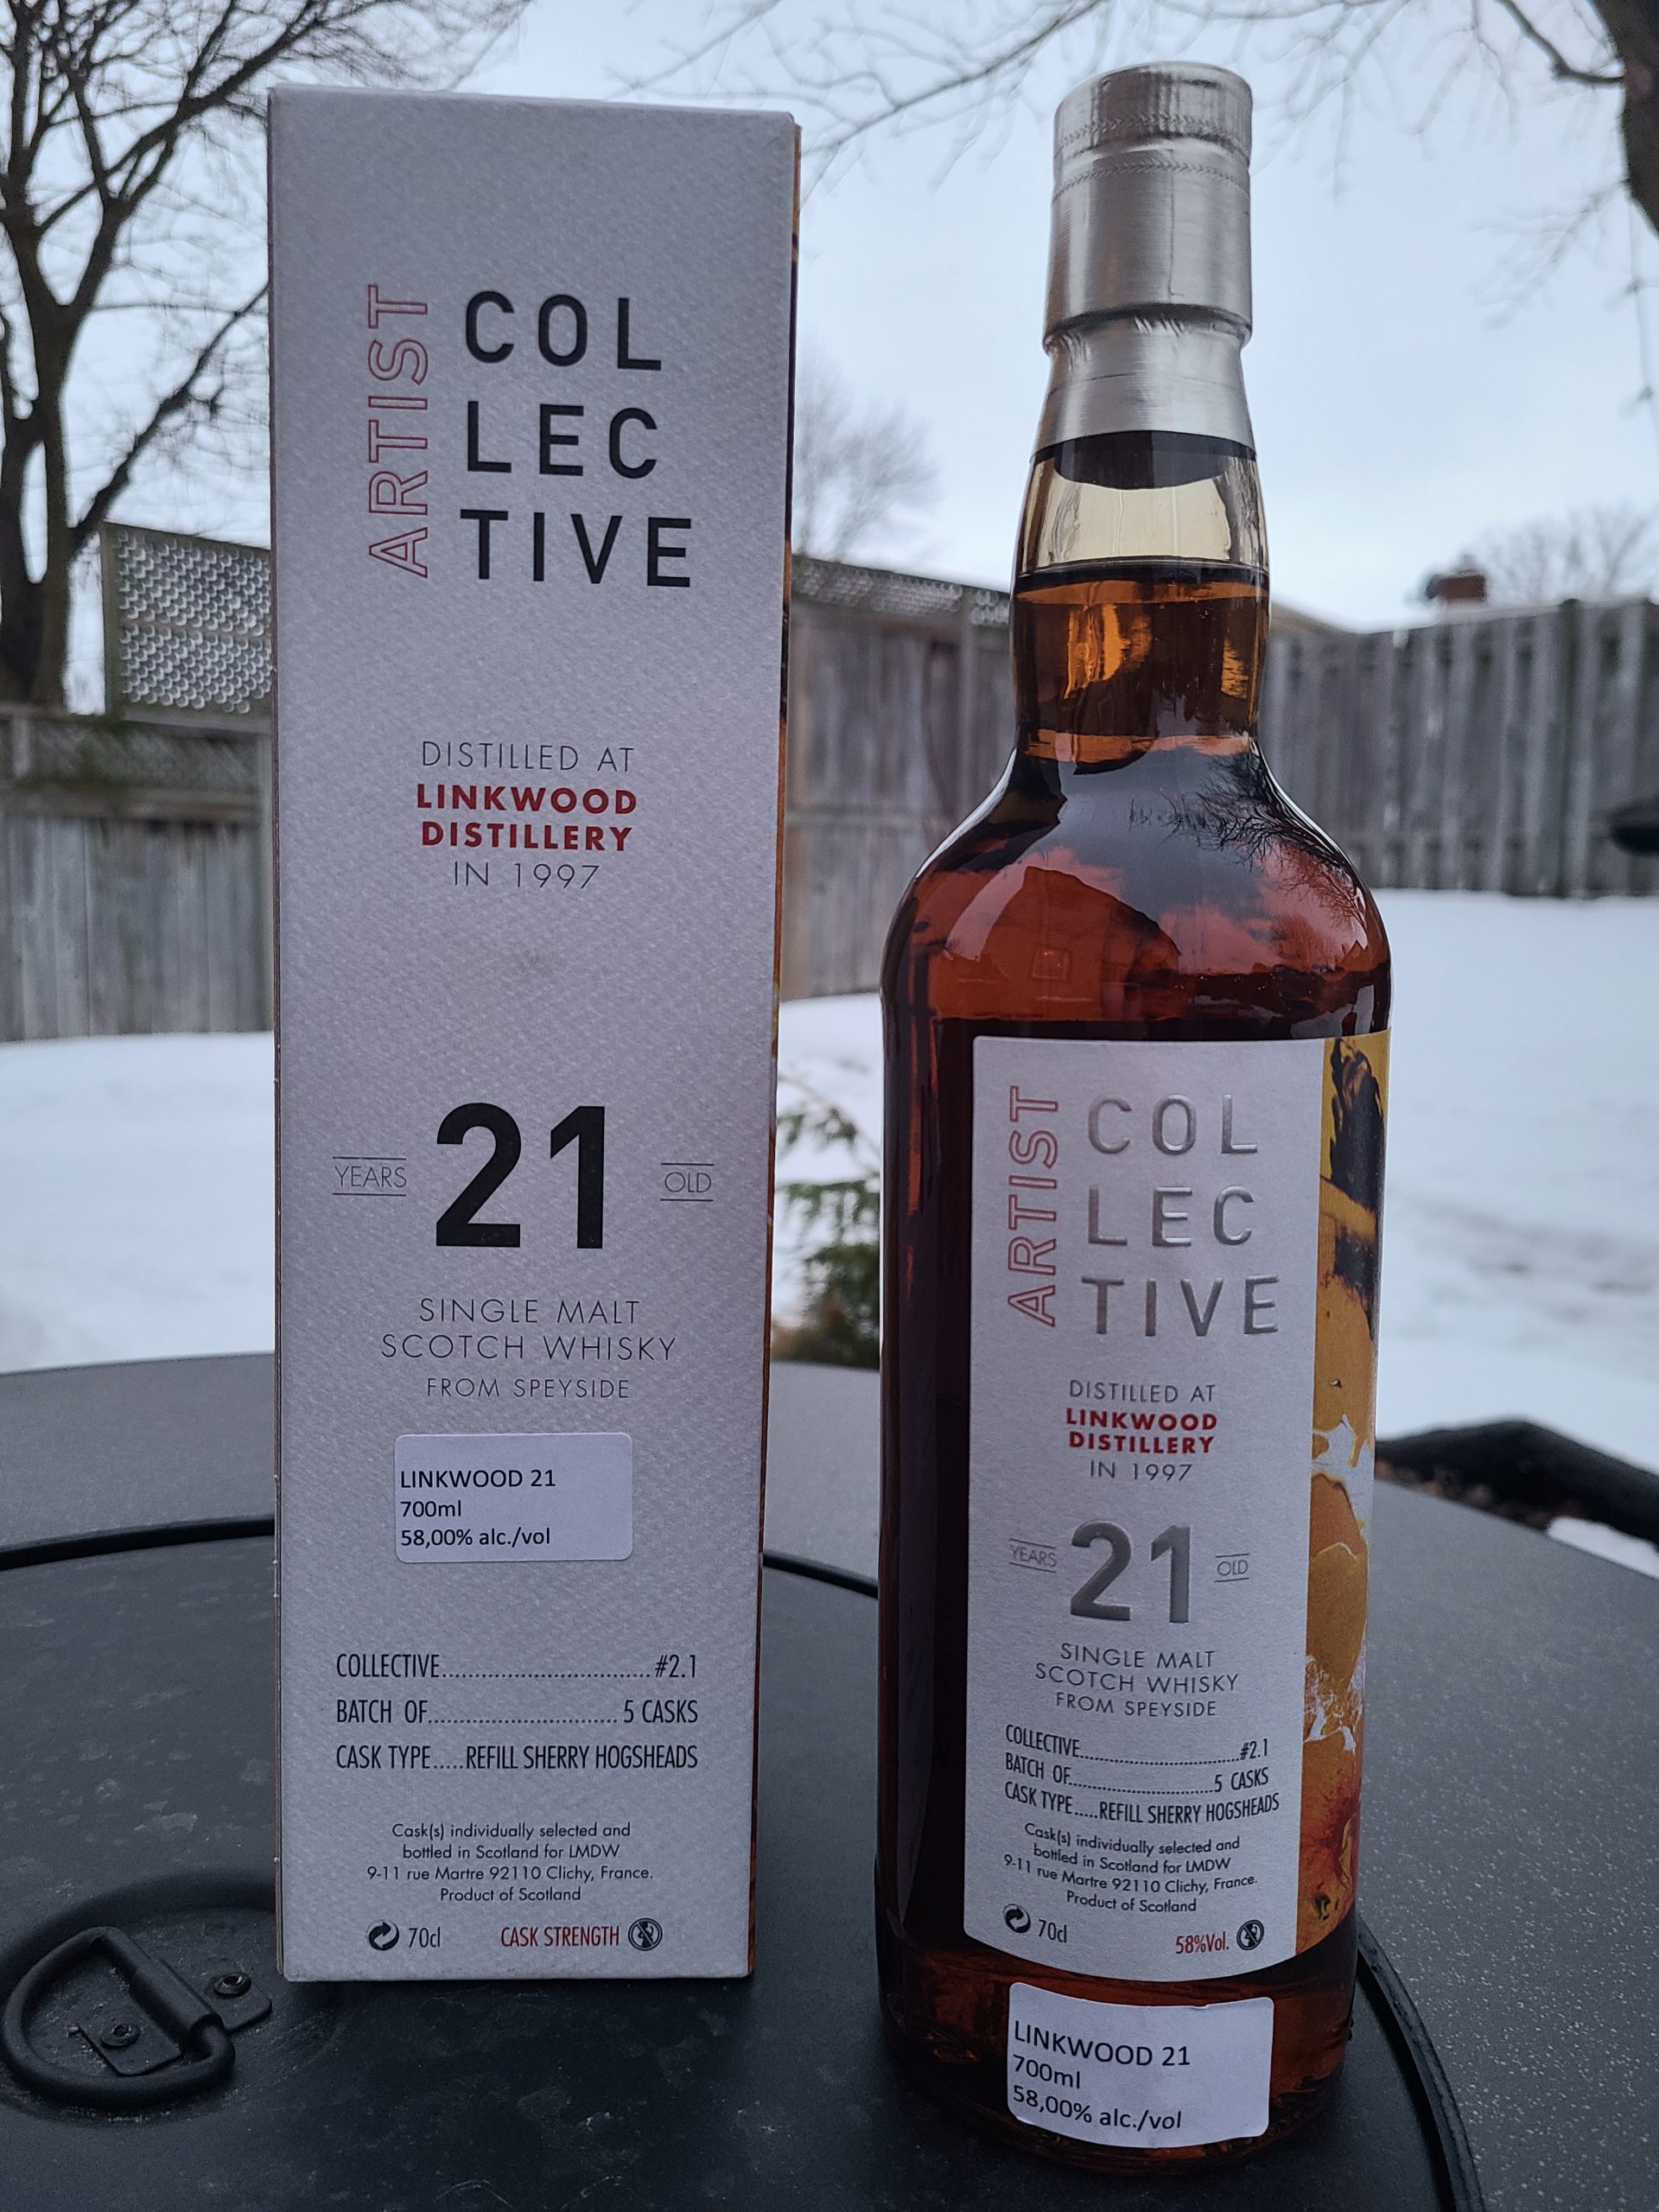 ARTIST
COL
LEC
TIVE
DISTILLED AT
LINKWOOD
DISTILLERY
IN 1997
YEARS 21 OLD
SINGLE MALT
SCOTCH WHISKY
FROM SPEYSIDE
LINKWOOD 21
700ml
58,00% alc./vol
COLLECTIVE................................#2.1
BATCH OF..............................5 CASKS
CASK TYPE.....REFILL SHERRY HOGSHEADS
Cask(s) individually selected and
bottled in Scotland for LMDW
9-11 rue Martre 92110 Clichy, France.
Product of Scotland
70cl CASK STRENGTH
ARTIST
COL
LEC
TIVE
DISTILLED AT
LINKWOOD
DISTILLERY
IN 1997
YEARS 21 OLD
SINGLE MALT
SCOTCH WHISKY
FROM SPEYSIDE
COLLECTIVE................................#2.1
BATCH OF..............................5 CASKS
CASK TYPE.....REFILL SHERRY HOGSHEADS
Cask(s) individually selected and
bottled in Scotland for LMDW
9-11 rue Martre 92110 Clichy, France.
Product of Scotland
70cl 58%Vol.
LINKWOOD 21
700ml
58,00% alc./vol